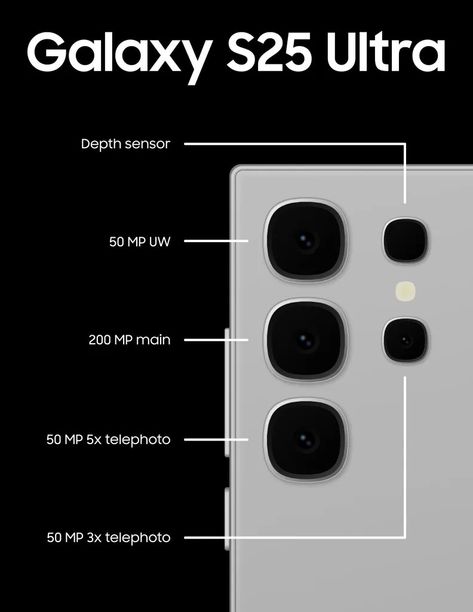 Galaxy S25 Ultra
Depth sensor
50 MP UW
200 MP main
50 MP 5x telephoto
50 MP 3x telephoto